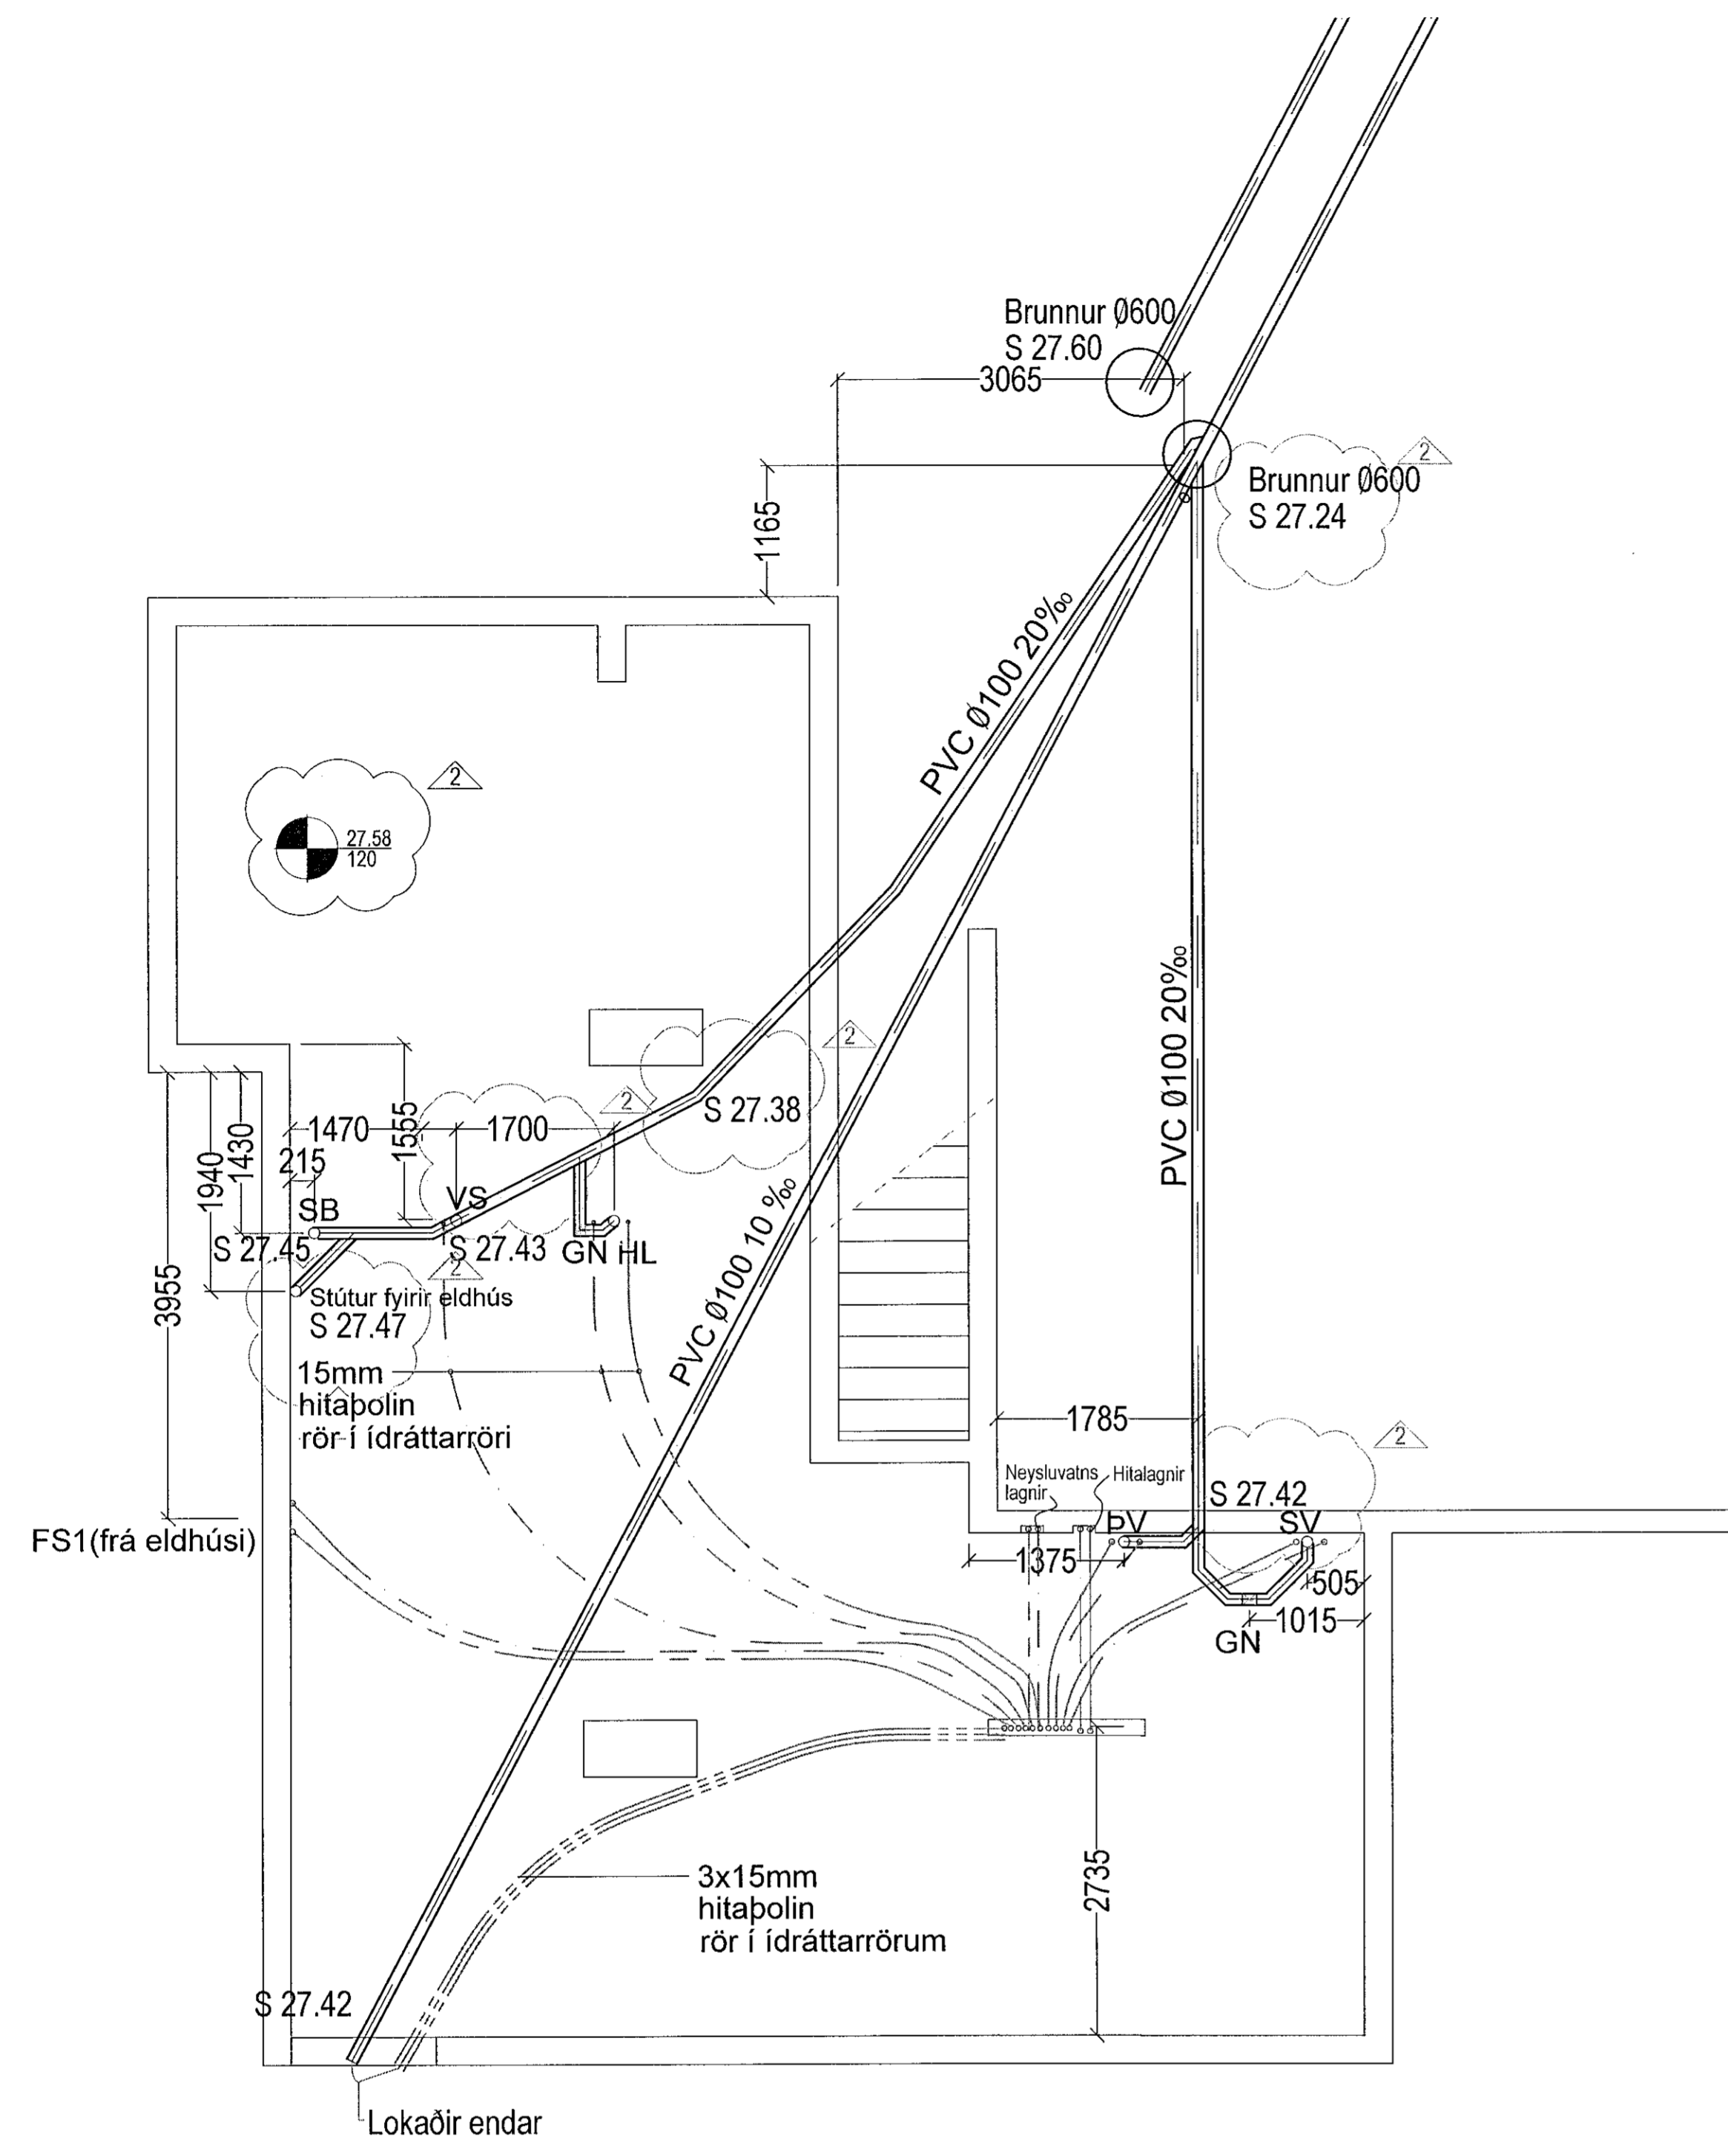 Brunnur Ø600
S 27.60
3065
2
Brunnur Ø600
S 27.24
1165
PVC Ø100 20‰
2
27.58
120
PVC Ø100 20‰
2
S 27.38
2
1470
1700
1555
215
1430
1940
3955
SB
VS
S 27.45
S 27.43
GN HL
2
Stútur fyirir eldhús
S 27.47
PVC Ø100 10 ‰
15mm
hitaþolin
rör í ídráttarröri
1785
2
Neysluvatns
lagnir
Hitalagnir
S 27.42
ÞV
SV
FS1(frá eldhúsi)
1375
505
1015
GN
2735
3x15mm
hitaþolin
rör í ídráttarrörum
S 27.42
Lokaðir endar